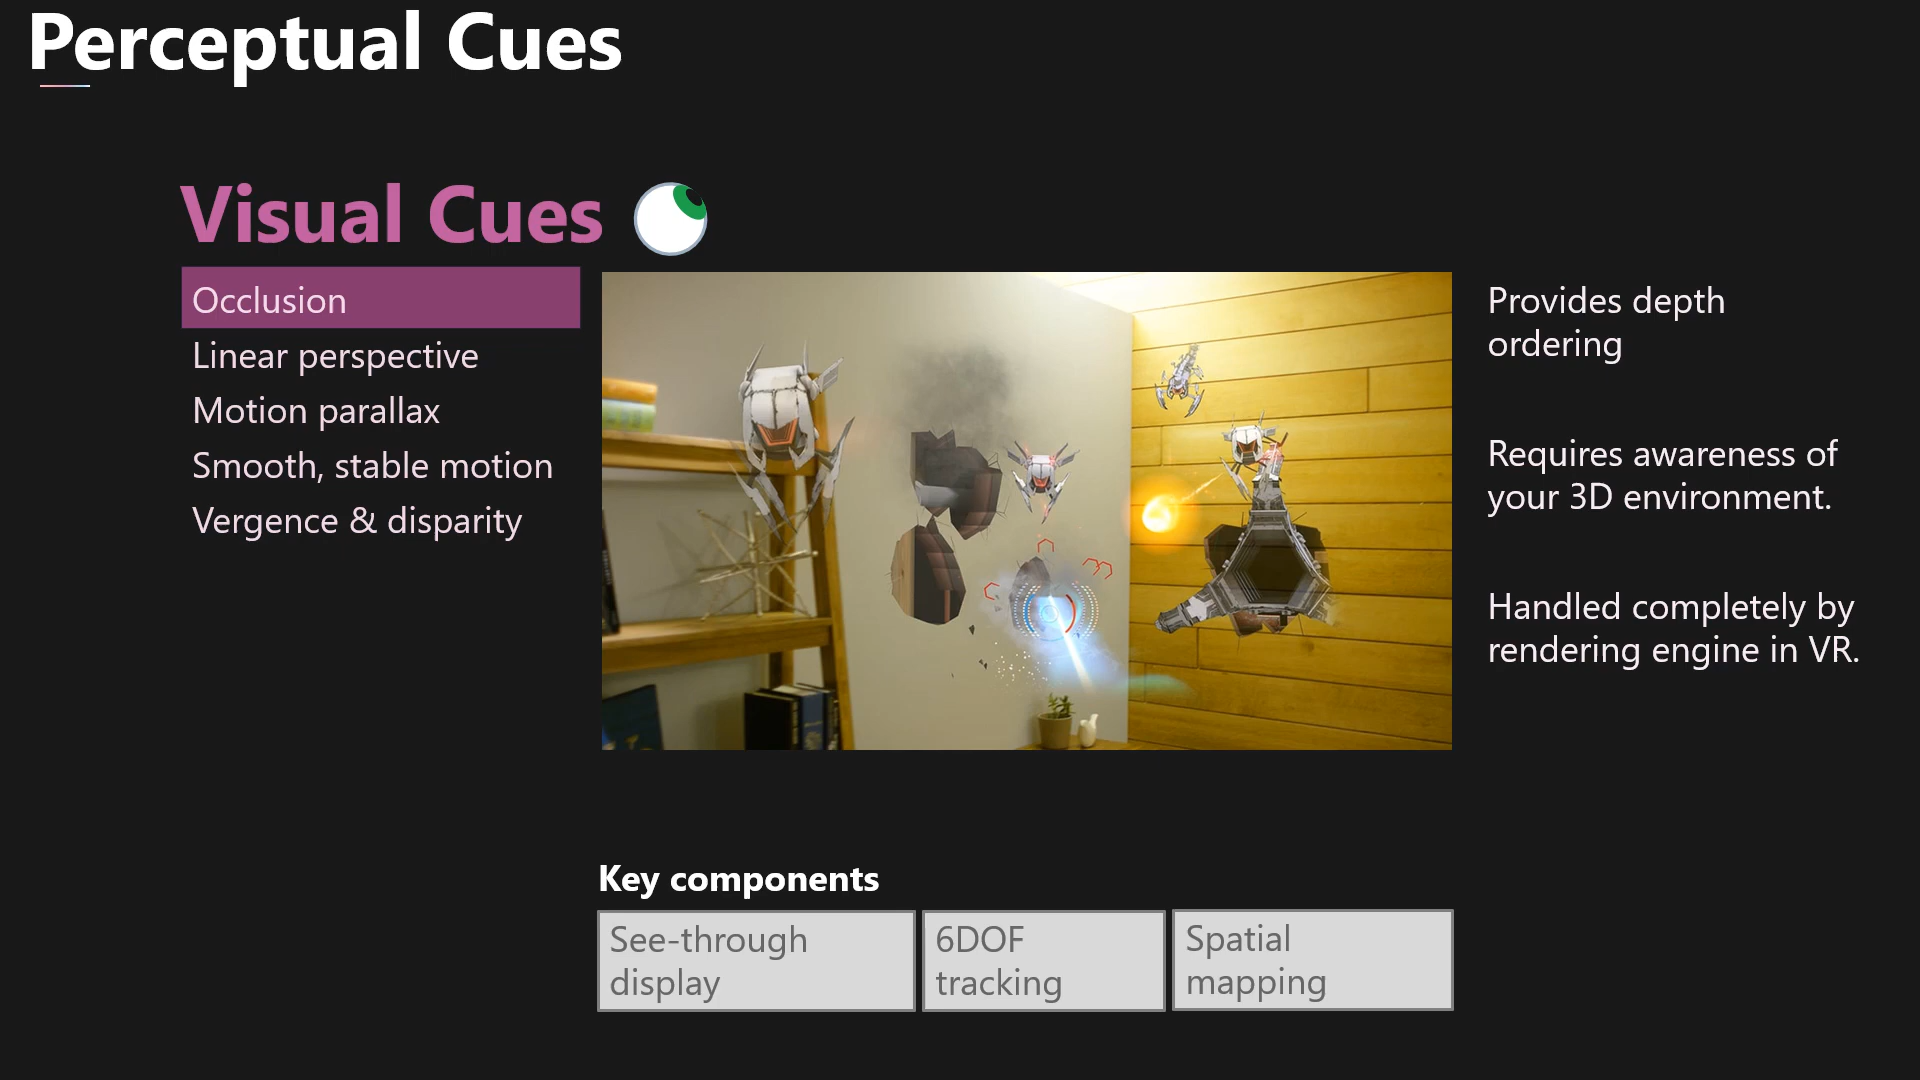 Perceptual Cues
Visual Cues
Occlusion
Linear perspective
Motion parallax
Smooth, stable motion
Vergence & disparity
Provides depth
ordering
Requires awareness of
your 3D environment.
Handled completely by
rendering engine in VR.
Key components
See-through
display
6DOF
tracking
Spatial
mapping